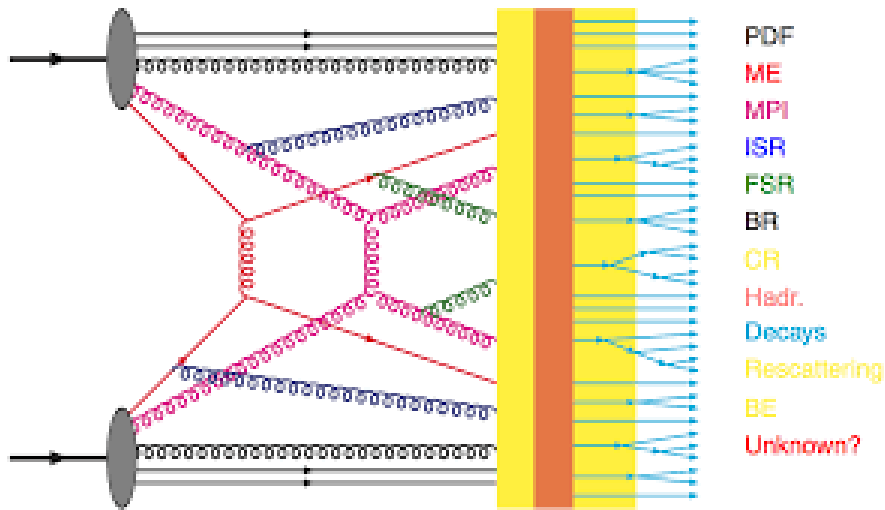 PDF
ME
MPI
ISR
FSR
BR
CR
Hadr.
Decays
Rescattering
BE
Unknown?